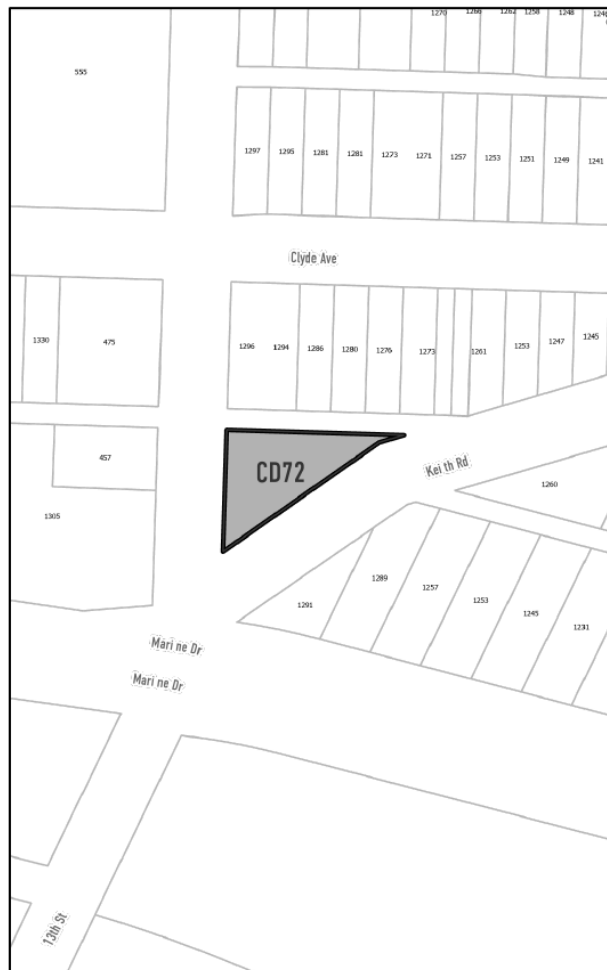 1270 1266 1262 1258 1248
555
1297 1295 1281 1281 1273 1271 1257 1253 1251 1249 1241
Clyde Ave
1330 475 1296 1294 1286 1280 1276 1273 1261 1253 1247 1245
457
CD72
Kei th Rd
1260
1305
1291 1289 1257 1253 1245 1231
Mari ne Dr
Mari ne Dr
13th St